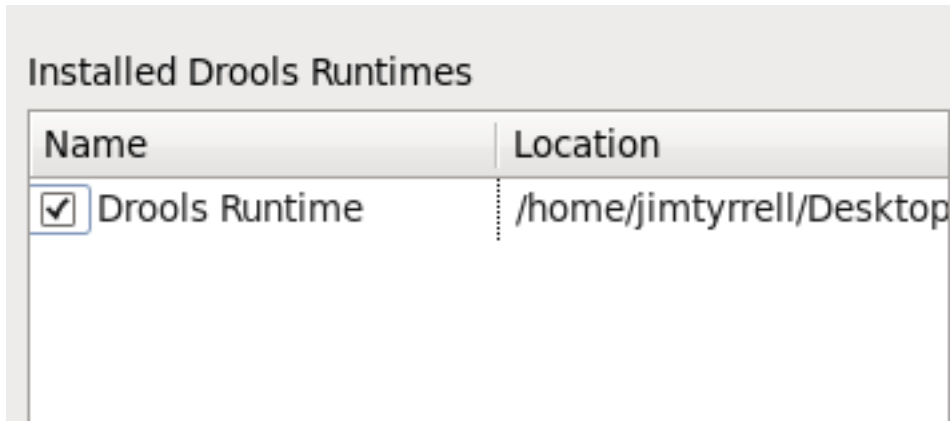 Installed Drools Runtimes
Name Location
Drools Runtime /home/jimtyrrell/Desktop